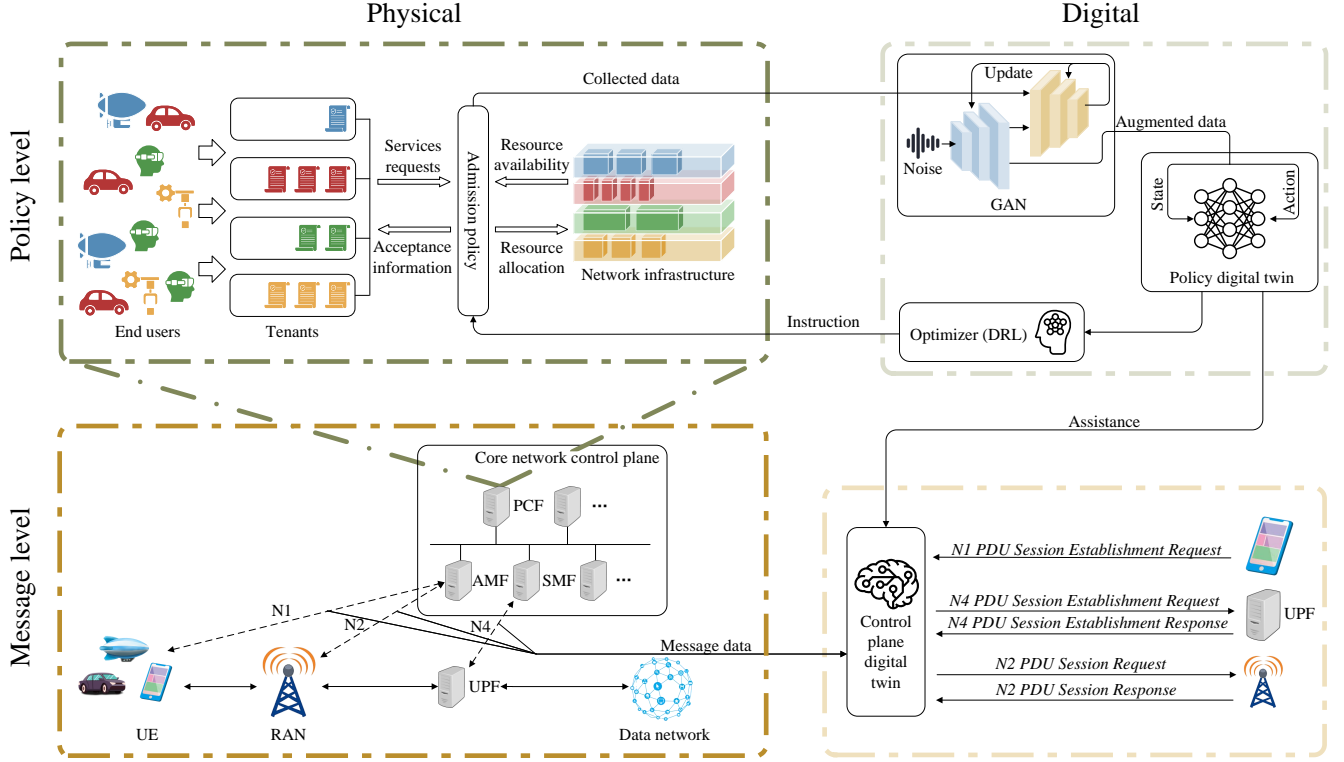 Physical
Digital
Policy level
Message level
Collected data
Services
requests
Acceptance
information
Admission policy
Resource
availability
Resource
allocation
Network infrastructure
End users
Tenants
Update
Noise
GAN
Augmented data
State
Action
Policy digital twin
Optimizer (DRL)
Instruction
Assistance
Core network control plane
PCF
...
AMF
SMF
...
N1
N2
N4
Message data
UPF
UE
RAN
Data network
Control
plane
digital
twin
N1 PDU Session Establishment Request
N4 PDU Session Establishment Request
N4 PDU Session Establishment Response
UPF
N2 PDU Session Request
N2 PDU Session Response